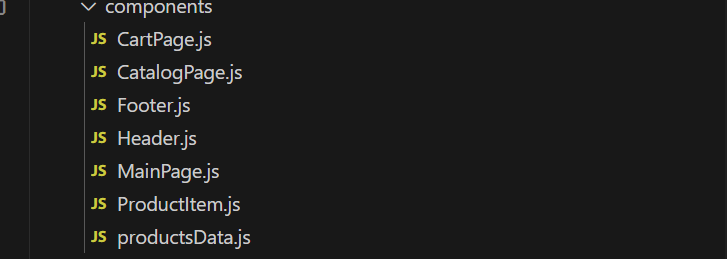 components
JS CartPage.js
JS CatalogPage.js
JS Footer.js
JS Header.js
JS MainPage.js
JS ProductItem.js
JS productsData.js